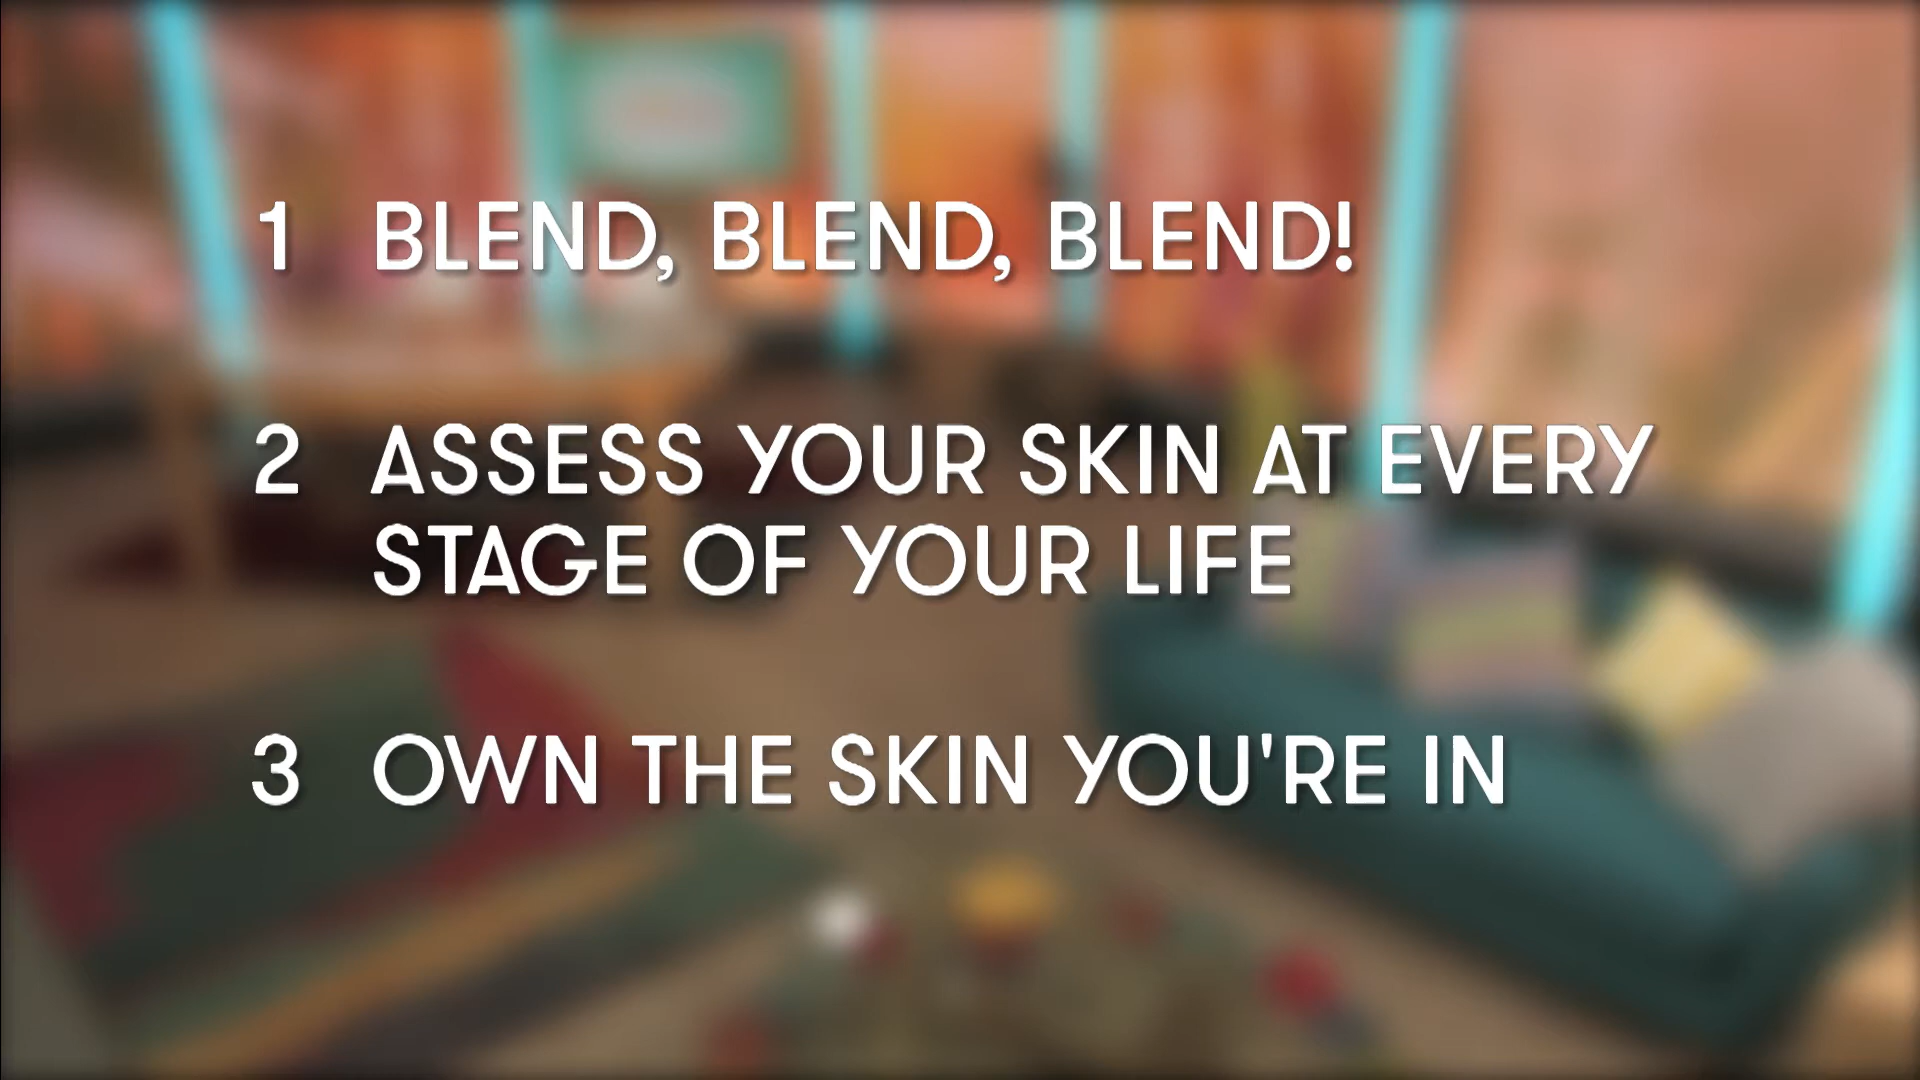 1 BLEND, BLEND, BLEND!
2 ASSESS YOUR SKIN AT EVERY
STAGE OF YOUR LIFE
3 OWN THE SKIN YOU'RE IN